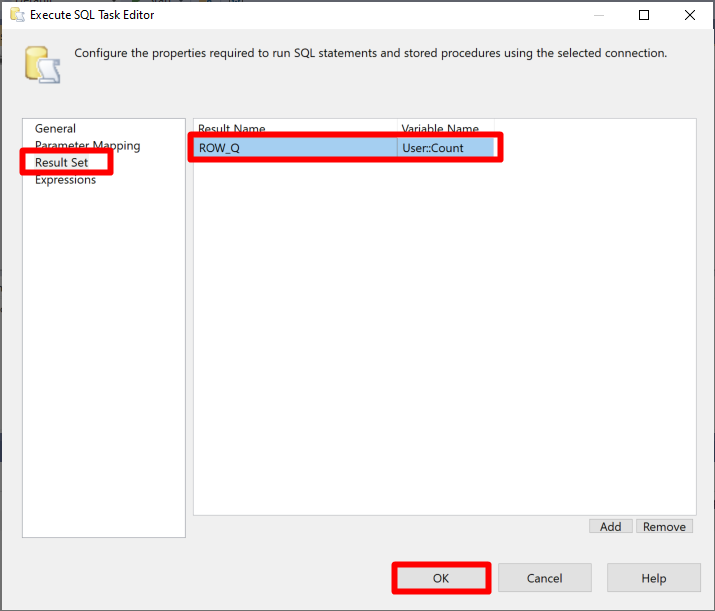 Execute SQL Task Editor
Configure the properties required to run SQL statements and stored procedures using the selected connection.
General
Parameter Mapping
Result Set
Expressions
Result Name Variable Name
ROW_Q User::Count
Add Remove
OK Cancel Help